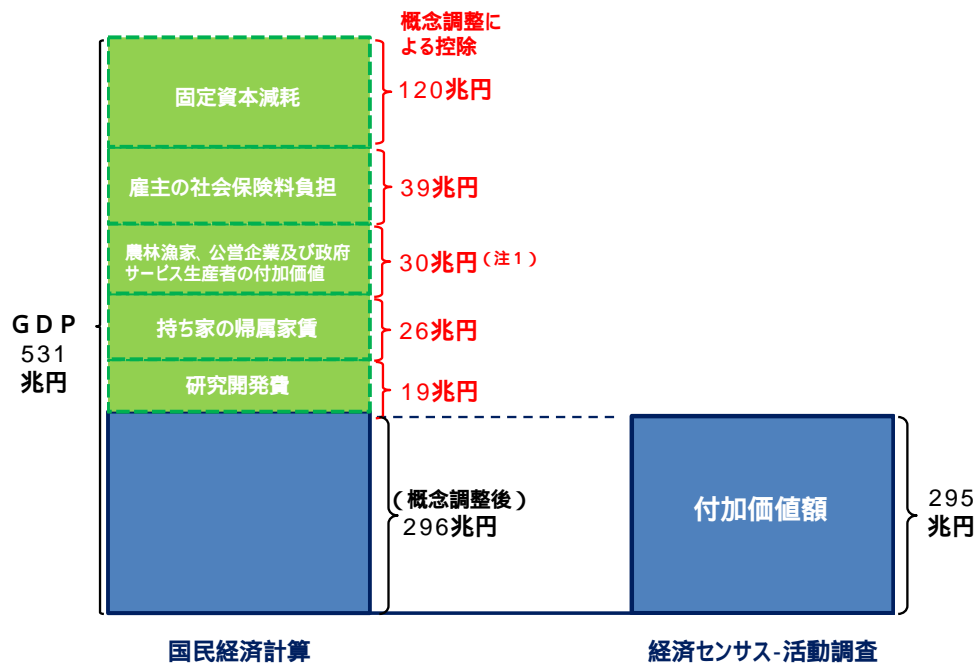 概念調整に
よる控除
固定資本減耗
120兆円
雇主の社会保険料負担
39兆円
農林漁家、公営企業及び政府
サービス生産者の付加価値
30兆円（注１）
GDP
531
兆円
持ち家の帰属家賃
26兆円
研究開発費
19兆円
（概念調整後）
296兆円
付加価値額
295
兆円
国民経済計算
経済センサス-活動調査